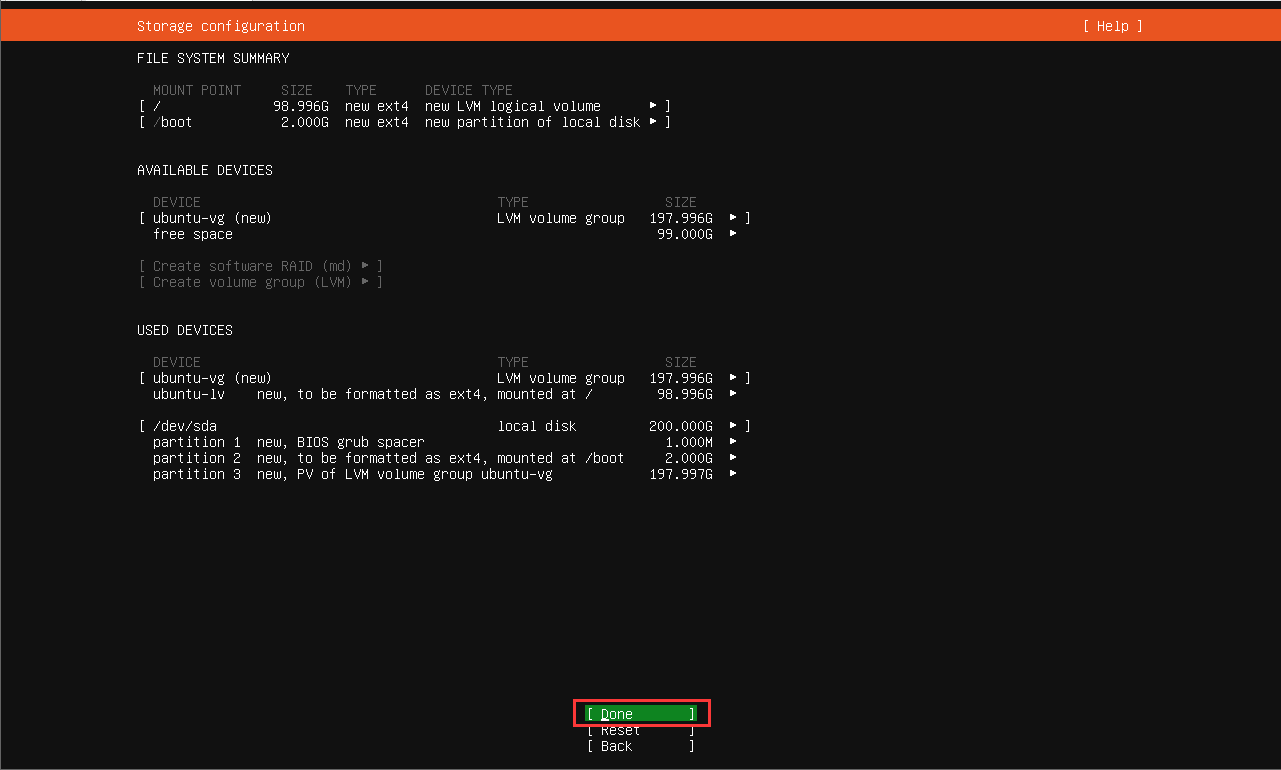 Storage configuration [ Help ]
FILE SYSTEM SUMMARY
MOUNT POINT SIZE TYPE DEVICE TYPE
[ / 98.996G new ext4 new LVM logical volume ▸ ]
[ /boot 2.000G new ext4 new partition of local disk ▸ ]
AVAILABLE DEVICES
DEVICE TYPE SIZE
[ ubuntu-vg (new) LVM volume group 197.996G ▸ ]
free space 99.000G ▸
[ Create software RAID (md) ▸ ]
[ Create volume group (LVM) ▸ ]
USED DEVICES
DEVICE TYPE SIZE
[ ubuntu-vg (new) LVM volume group 197.996G ▸ ]
ubuntu-lv new, to be formatted as ext4, mounted at / 98.996G ▸
[ /dev/sda local disk 200.000G ▸ ]
partition 1 new, BIOS grub spacer 1.000M ▸
partition 2 new, to be formatted as ext4, mounted at /boot 2.000G ▸
partition 3 new, PV of LVM volume group ubuntu-vg 197.997G ▸
[ Done ]
[ Reset ]
[ Back ]